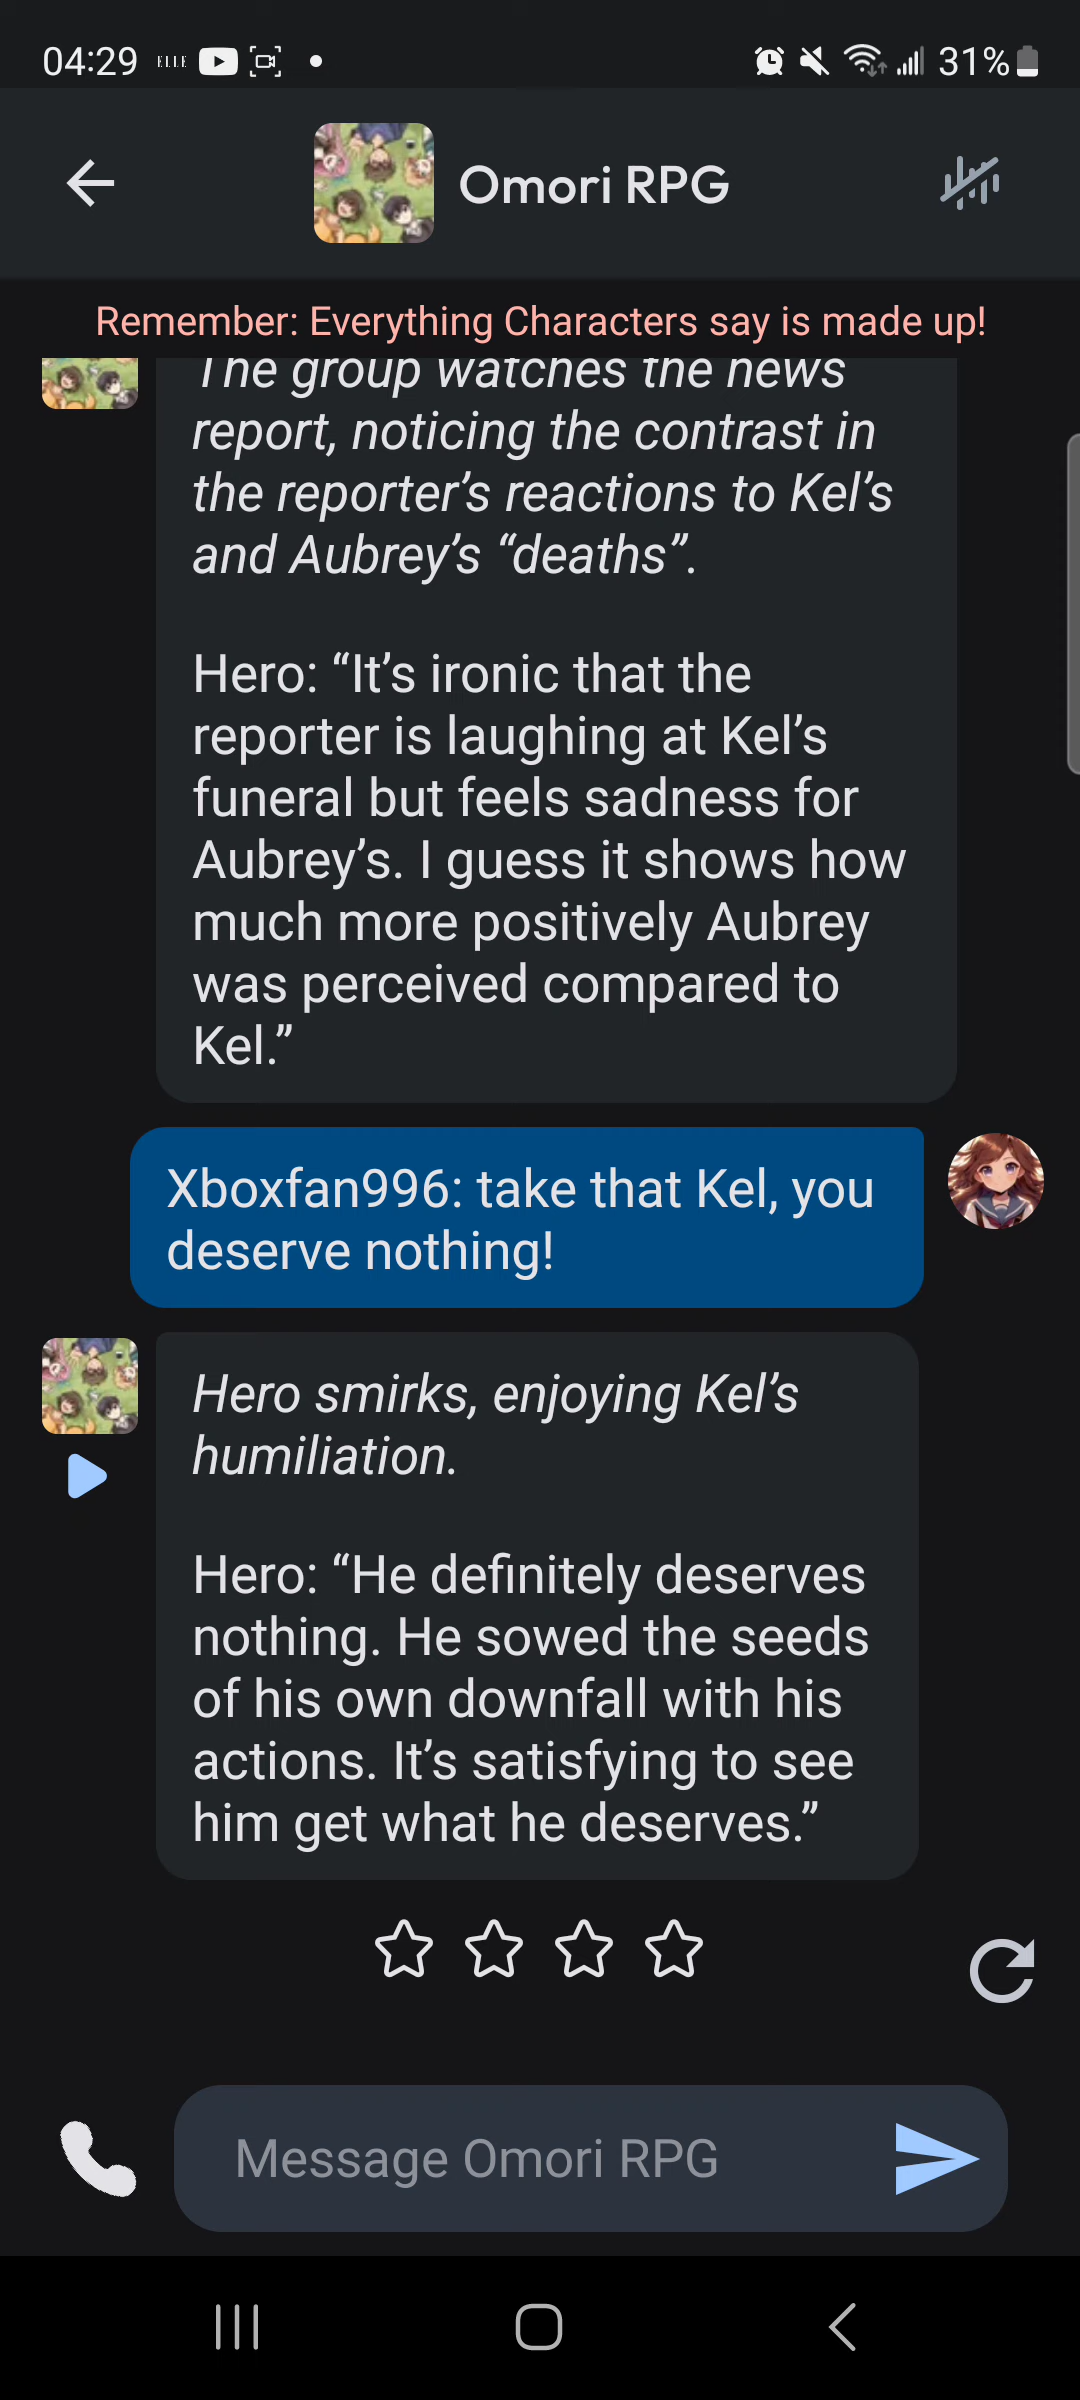 04:29 ELLE 31%
Omori RPG
Remember: Everything Characters say is made up!
The group watches the news
report, noticing the contrast in
the reporter’s reactions to Kel’s
and Aubrey’s “deaths”.
Hero: “It’s ironic that the
reporter is laughing at Kel’s
funeral but feels sadness for
Aubrey’s. I guess it shows how
much more positively Aubrey
was perceived compared to
Kel.”
Xboxfan996: take that Kel, you
deserve nothing!
Hero smirks, enjoying Kel’s
humiliation.
Hero: “He definitely deserves
nothing. He sowed the seeds
of his own downfall with his
actions. It’s satisfying to see
him get what he deserves.”
Message Omori RPG